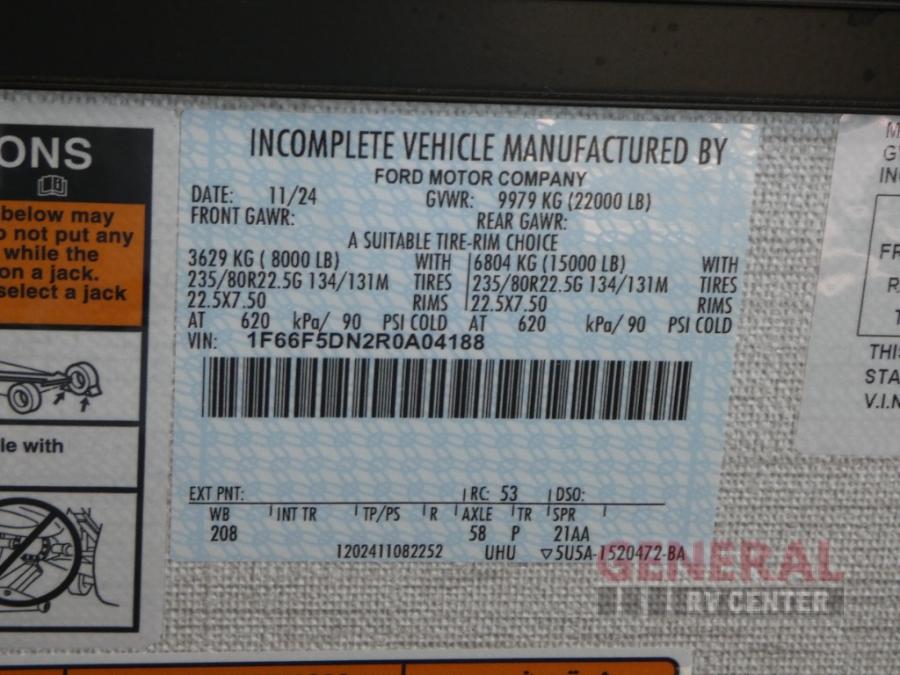 ONS
below may
o not put any
while the
on a jack.
select a jack
le with
INCOMPLETE VEHICLE MANUFACTURED BY
FORD MOTOR COMPANY
DATE: 11/24 GVWR: 9979 KG (22000 LB)
FRONT GAWR: REAR GAWR:
A SUITABLE TIRE-RIM CHOICE
3629 KG ( 8000 LB) WITH 6804 KG (15000 LB) WITH
235/80R22.5G 134/131M TIRES 235/80R22.5G 134/131M TIRES
22.5X7.50 RIMS 22.5X7.50 RIMS
AT 620 kPa/ 90 PSI COLD AT 620 kPa/ 90 PSI COLD
VIN: 1F66F5DN2R0A04188
EXT PNT: RC: 53 DSO:
WB INT TR TP/PS R AXLE TR SPR
208 58 P 21AA
1202411082252 UHU ▽5U5A-1520472-BA
GENERAL
RV CENTER
M
G
IN
FR
R
T
THI
STA
V.I.N